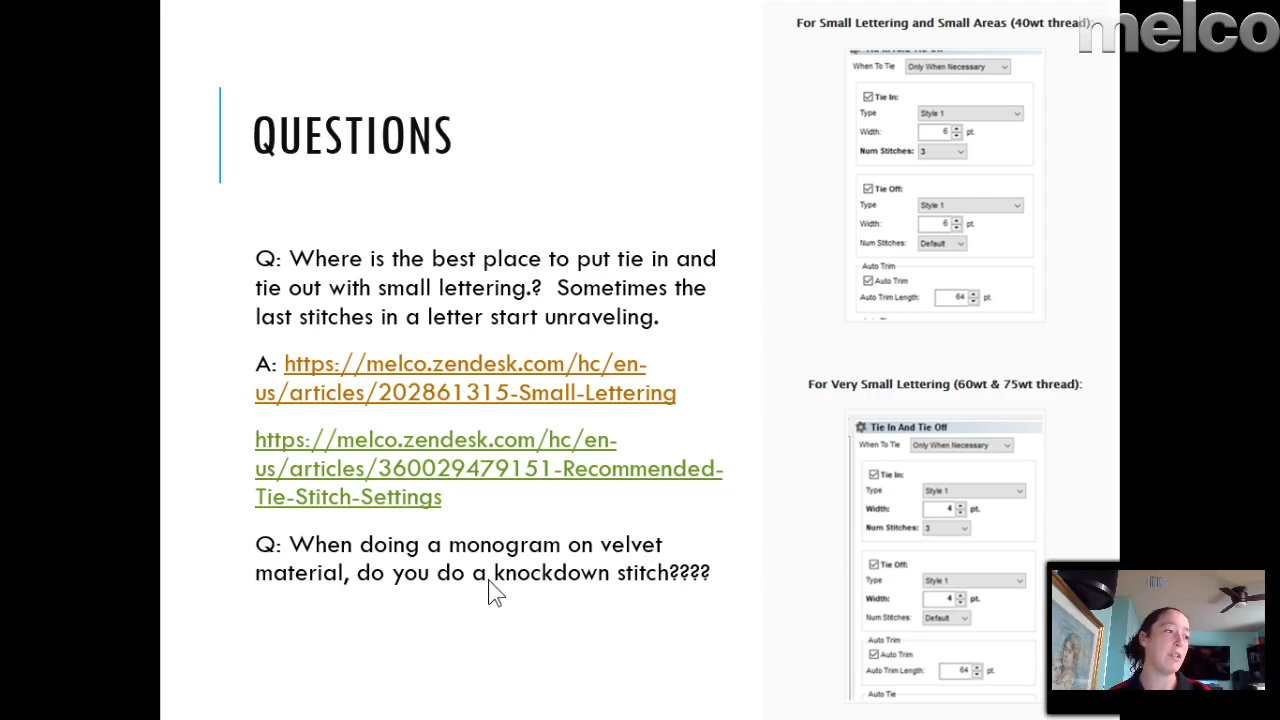 For Small Lettering and Small Areas (40wt thread):
melco
When To Tie Only When Necessary
Tie In:
Type Style 1
Width: 6 pt.
Num Stitches: 3
Tie Off:
Type Style 1
Width: 6 pt.
Num Stitches: Default
Auto Trim
Auto Trim
Auto Trim Length: 64 pt.
QUESTIONS
Q: Where is the best place to put tie in and
tie out with small lettering.? Sometimes the
last stitches in a letter start unraveling.
A: https://melco.zendesk.com/hc/en-
us/articles/202861315-Small-Lettering
https://melco.zendesk.com/hc/en-
us/articles/360029479151-Recommended-
Tie-Stitch-Settings
Q: When doing a monogram on velvet
material, do you do a knockdown stitch????
For Very Small Lettering (60wt & 75wt thread):
Tie In And Tie Off
When To Tie Only When Necessary
Tie In:
Type Style 1
Width: 4 pt.
Num Stitches: 3
Tie Off:
Type Style 1
Width: 4 pt.
Num Stitches: Default
Auto Trim
Auto Trim
Auto Trim Length: 64 pt.
Auto Tie